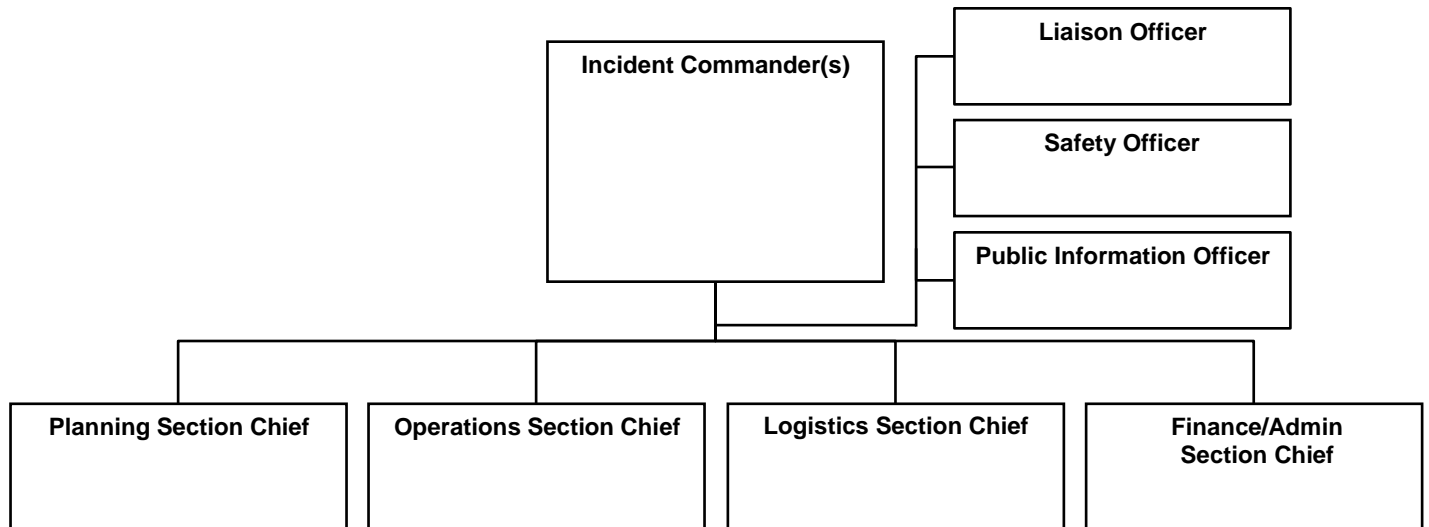 Incident Commander(s)
Liaison Officer
Safety Officer
Public Information Officer
Planning Section Chief
Operations Section Chief
Logistics Section Chief
Finance/Admin
Section Chief